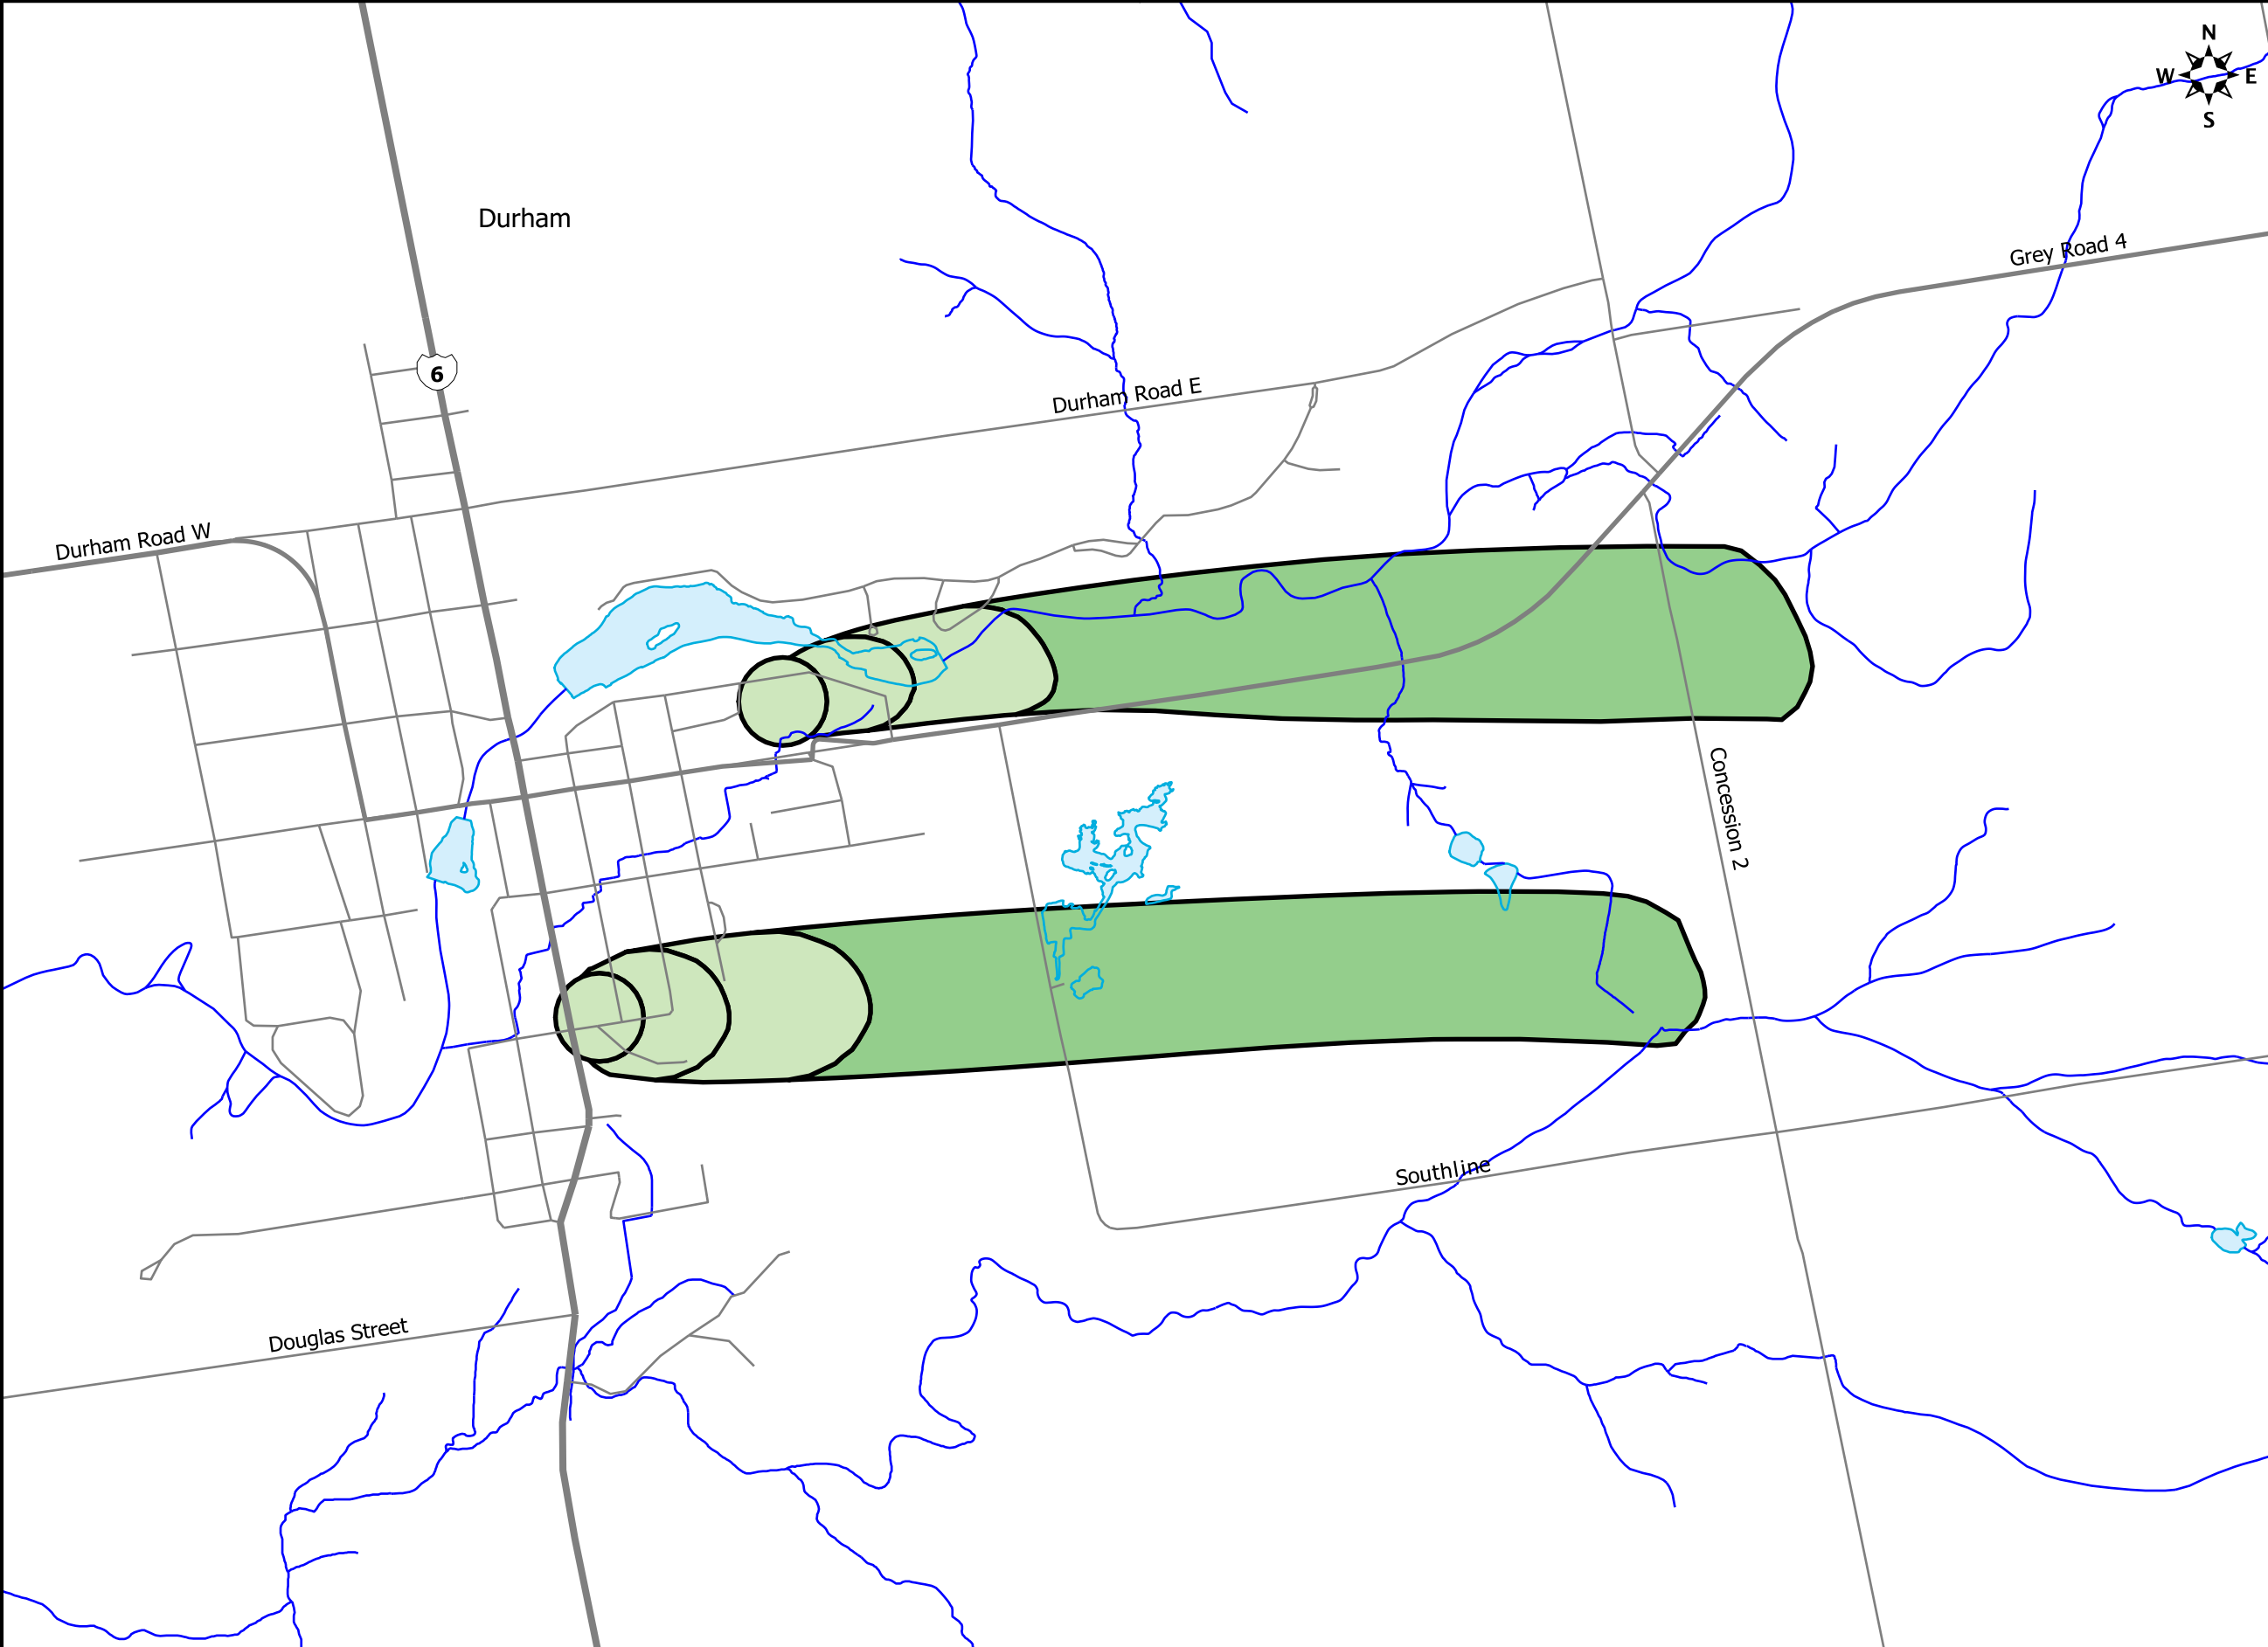 N
W E
S
Durham
Grey Road 4
6
Durham Road E
Durham Road W
Concession 2
Southline
Douglas Street